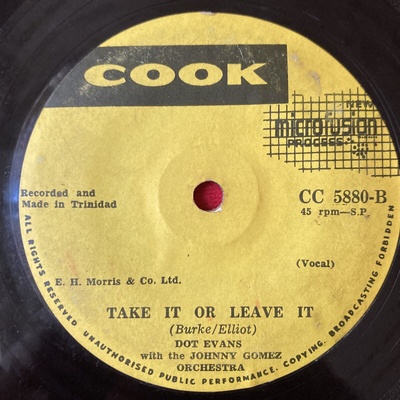 COOK
NEW
microfusion
PROCESS
Recorded and
Made in Trinidad
CC 5880-B
45 rpm—S.P.
(Vocal)
E. H. Morris & Co. Ltd.
TAKE IT OR LEAVE IT
(Burke/Elliot)
DOT EVANS
with the JOHNNY GOMEZ
ORCHESTRA
ALL RIGHTS RESERVED UNAUTHORISED PUBLIC PERFORMANCE, COPYING, BROADCASTING FORBIDDEN